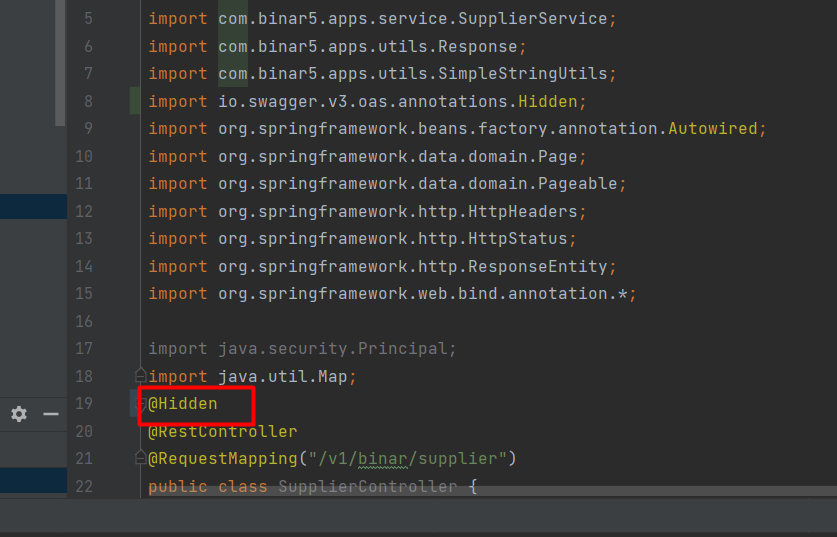 5 import com.binar5.apps.service.SupplierService;
6 import com.binar5.apps.utils.Response;
7 import com.binar5.apps.utils.SimpleStringUtils;
8 import io.swagger.v3.oas.annotations.Hidden;
9 import org.springframework.beans.factory.annotation.Autowired;
10 import org.springframework.data.domain.Page;
11 import org.springframework.data.domain.Pageable;
12 import org.springframework.http.HttpHeaders;
13 import org.springframework.http.HttpStatus;
14 import org.springframework.http.ResponseEntity;
15 import org.springframework.web.bind.annotation.*;
16
17 import java.security.Principal;
18 import java.util.Map;
19 @Hidden
20 @RestController
21 @RequestMapping("/v1/binar/supplier")
22 public class SupplierController {